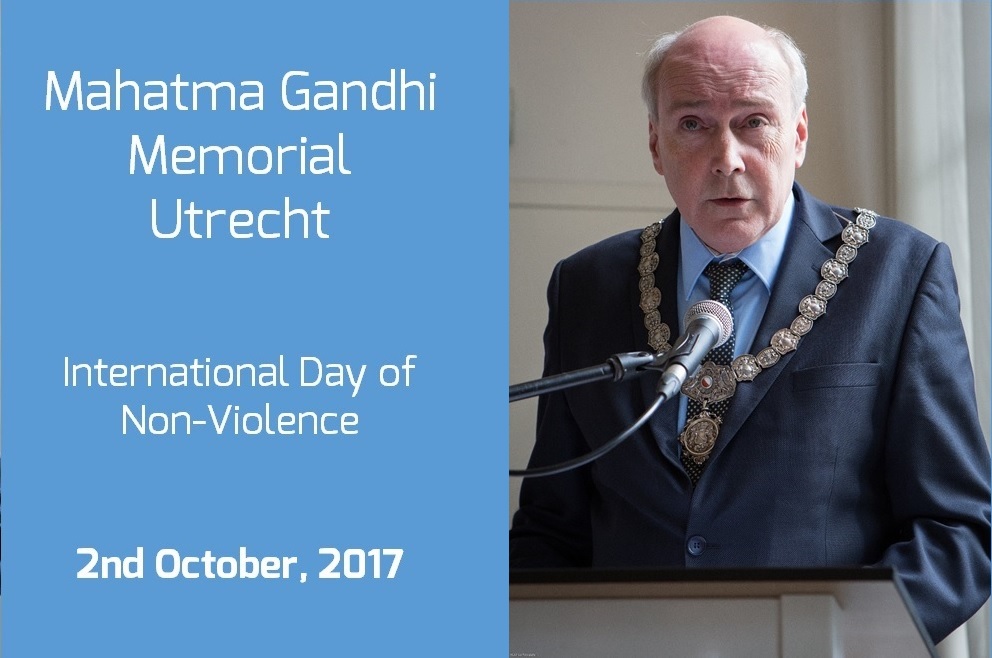 Mahatma Gandhi
Memorial
Utrecht
International Day of
Non-Violence
2nd October, 2017